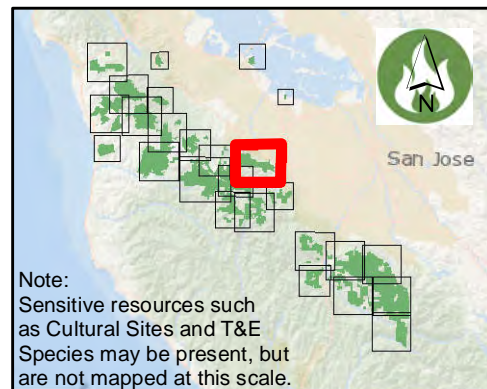 N
San Jose
Note:
Sensitive resources such
as Cultural Sites and T&E
Species may be present, but
are not mapped at this scale.